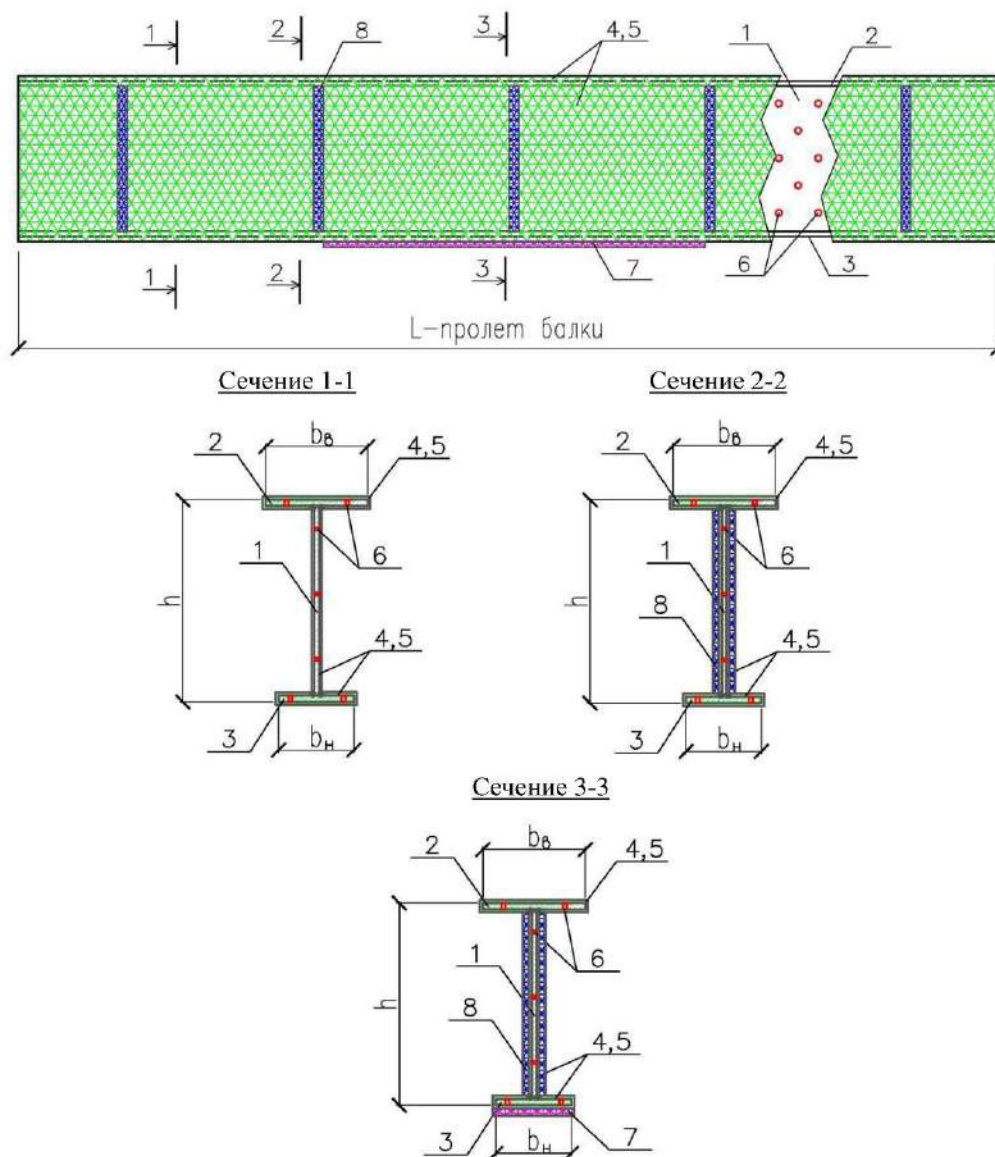 1 2 8 3 4,5 1 2
1 2 3 7 6 3
L-пролет балки
Сечение 1-1 Сечение 2-2
bв bв
2 4,5 2 4,5
1 6 1 6
h h
8
4,5 4,5
3 bн 3 bн
Сечение 3-3
bв
2 4,5
1 6
h
8
4,5
3 bн 7